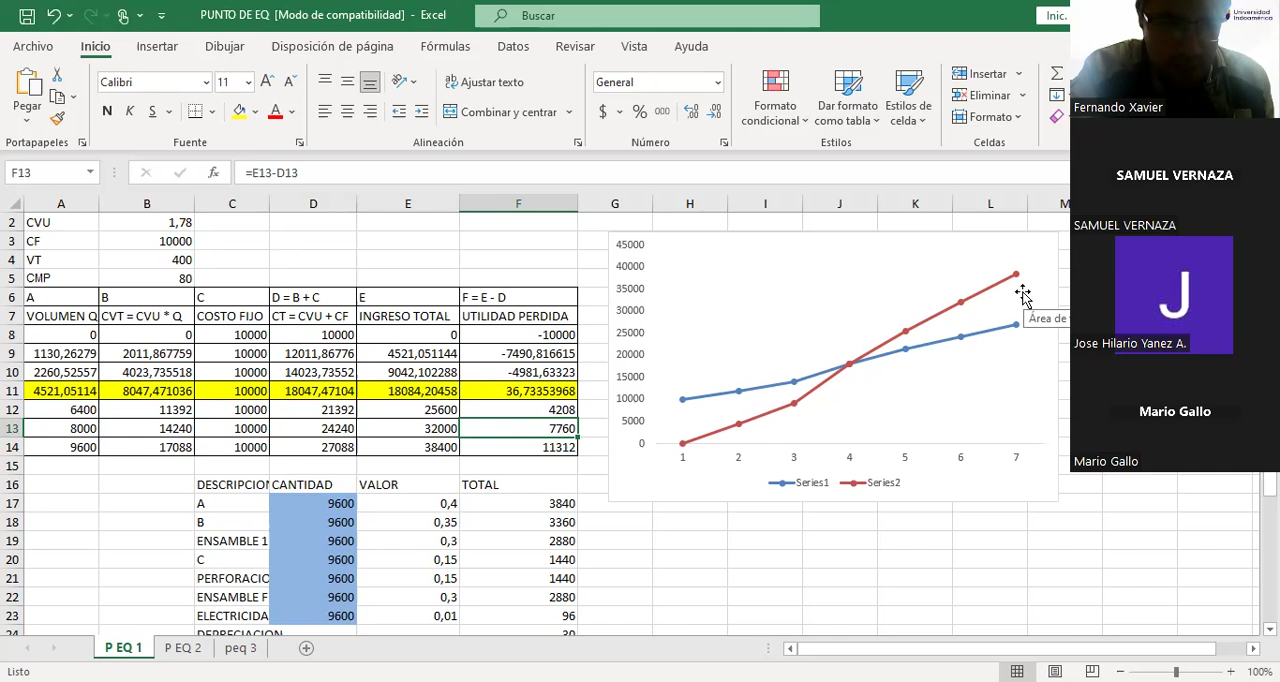 PUNTO DE EQ [Modo de compatibilidad] - Excel
Buscar
Inic.
Universidad
Indoamérica
Archivo Inicio Insertar Dibujar Disposición de página Fórmulas Datos Revisar Vista Ayuda
Pegar
Calibri 11
N K S
Ajustar texto
Combinar y centrar
General
$ % 000
Formato condicional
Dar formato como tabla
Estilos de celda
Insertar
Eliminar
Formato
Portapapeles Fuente Alineación Número Estilos Celdas
Fernando Xavier
F13 fx =E13-D13
A B C D E F G H I J K L M
2 CVU 1,78
3 CF 10000
4 VT 400
5 CMP 80
6 A B C D = B + C E F = E - D
7 VOLUMEN Q CVT = CVU * Q COSTO FIJO CT = CVU + CF INGRESO TOTAL UTILIDAD PERDIDA
8 0 0 10000 10000 0 -10000
9 1130,26279 2011,867759 10000 12011,86776 4521,051144 -7490,816615
10 2260,52557 4023,735518 10000 14023,73552 9042,102288 -4981,63323
11 4521,05114 8047,471036 10000 18047,47104 18084,20458 36,73353968
12 6400 11392 10000 21392 25600 4208
13 8000 14240 10000 24240 32000 7760
14 9600 17088 10000 27088 38400 11312
15
16 DESCRIPCION CANTIDAD VALOR TOTAL
17 A 9600 0,4 3840
18 B 9600 0,35 3360
19 ENSAMBLE 1 9600 0,3 2880
20 C 9600 0,15 1440
21 PERFORACIO 9600 0,15 1440
22 ENSAMBLE F 9600 0,3 2880
23 ELECTRICIDA 9600 0,01 96
24 DEPRECIACION 30
45000
40000
35000
30000
25000
20000
15000
10000
5000
0
1 2 3 4 5 6 7
Series1 Series2
Área de
SAMUEL VERNAZA
SAMUEL VERNAZA
J
Jose Hilario Yanez A.
Mario Gallo
Mario Gallo
P EQ 1 P EQ 2 peq 3
Listo
100%